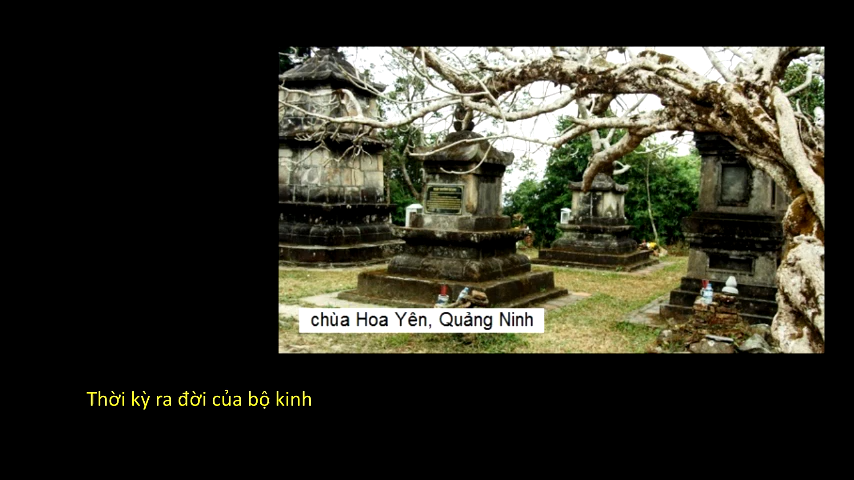 chùa Hoa Yên, Quảng Ninh
Thời kỳ ra đời của bộ kinh